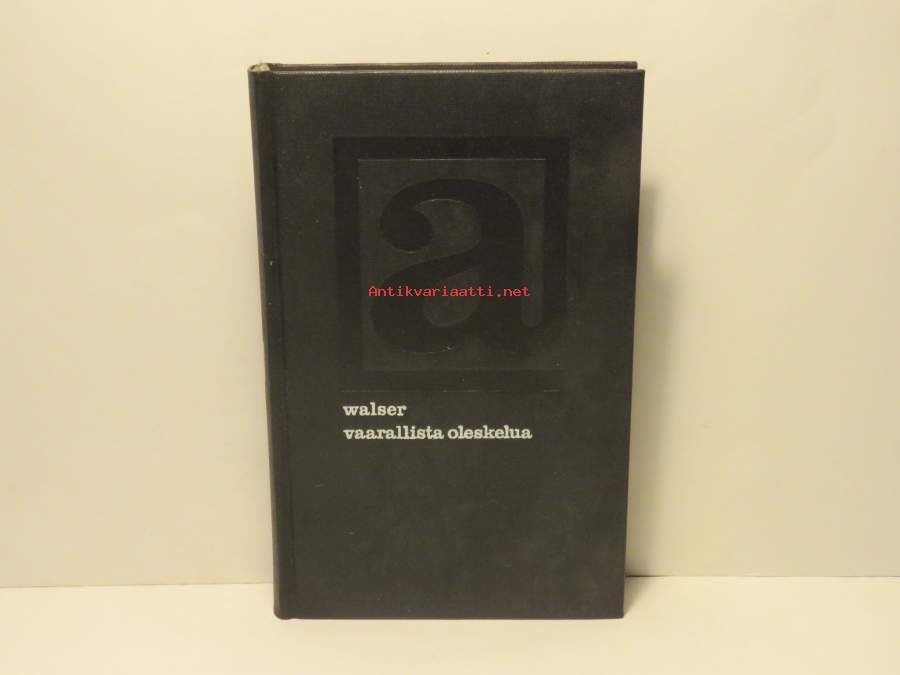 a
Antikvariaatti.net
walser
vaarallista oleskelua